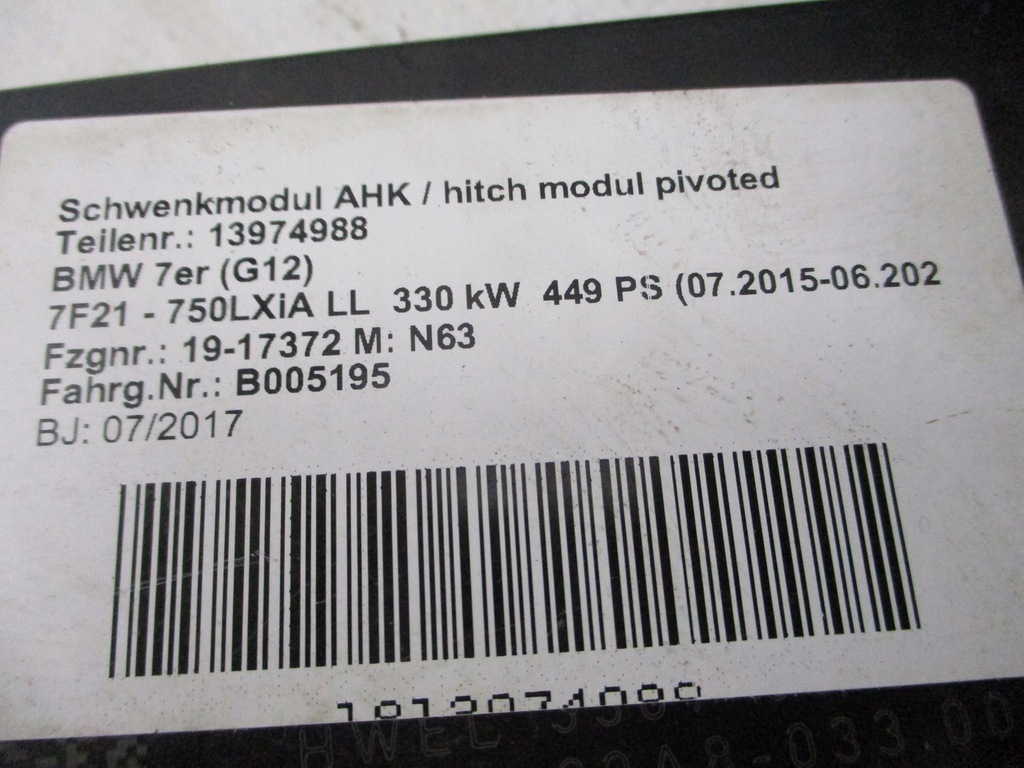 Schwenkmodul AHK / hitch modul pivoted
Teilenr.: 13974988
BMW 7er (G12)
7F21 - 750LXiA LL 330 kW 449 PS (07.2015-06.202
Fzgnr.: 19-17372 M: N63
Fahrg.Nr.: B005195
BJ: 07/2017